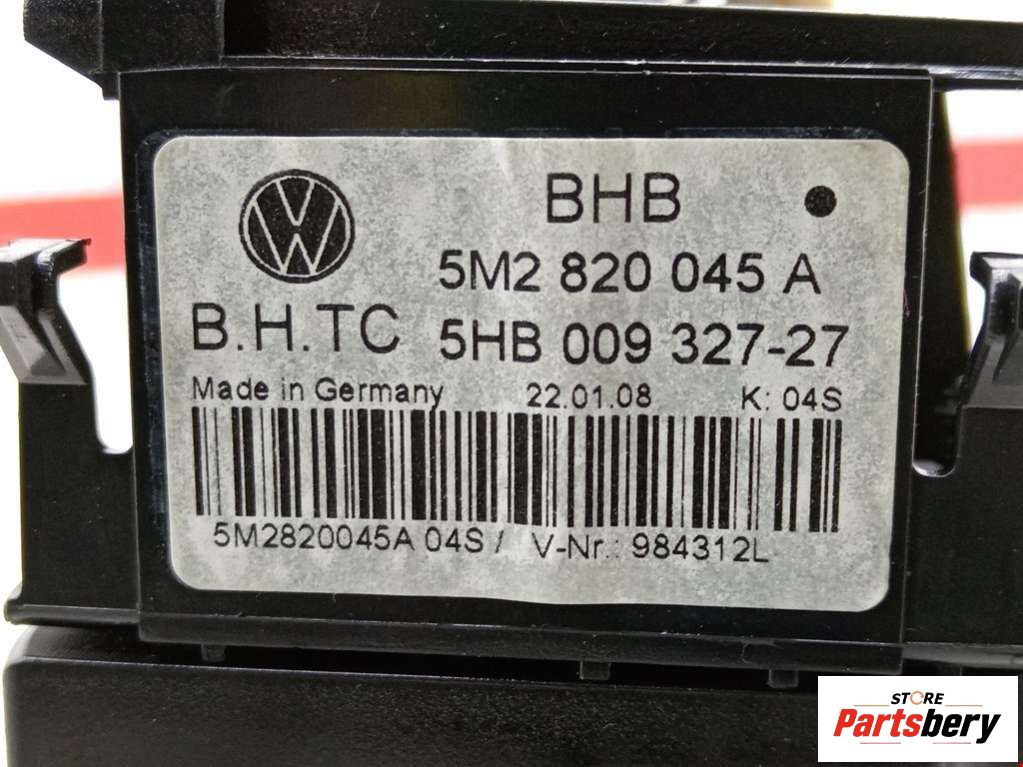 BHB
5M2 820 045 A
B.H.TC 5HB 009 327-27
Made in Germany 22.01.08 K: 04S
5M2820045A 04S / V-Nr.: 984312L
STORE
Partsbery